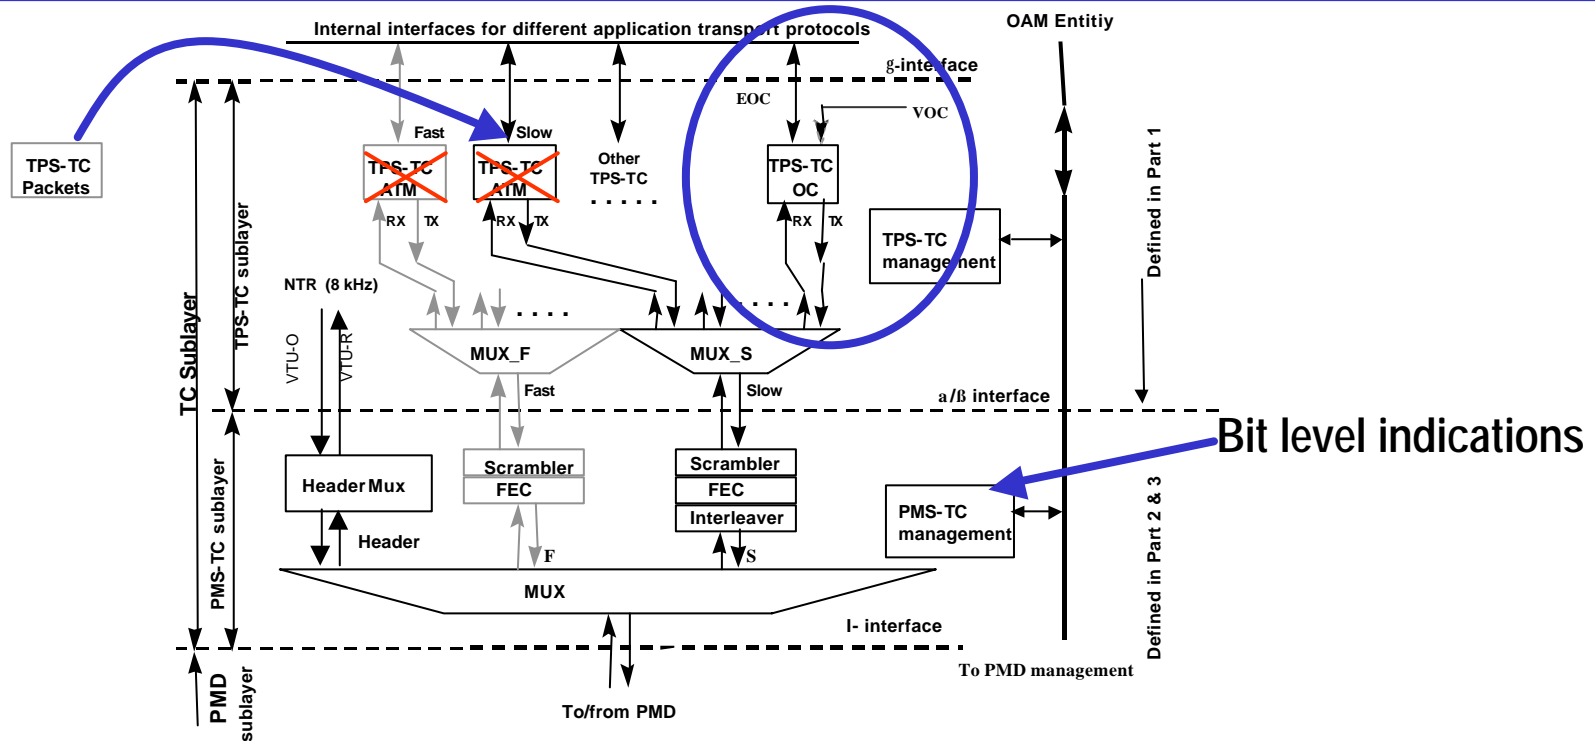 OAM Entitiy
Internal interfaces for different application transport protocols
g-interface
EOC
VOC
Fast
Slow
TPS-TC
Packets
TPS-TC
ATM
TPS-TC
ATM
Other
TPS-TC
. . . . .
TPS-TC
OC
RX
TX
RX
TX
RX
TX
TPS-TC
management
Defined in Part 1
TC Sublayer
TPS-TC sublayer
NTR (8 kHz)
VTU-O
VTU-R
. . . .
. . . .
MUX_F
MUX_S
Fast
Slow
a/ß interface
Bit level indications
PMS-TC sublayer
Header Mux
Scrambler
FEC
Scrambler
FEC
Interleaver
PMS-TC
management
Defined in Part 2 & 3
Header
F
S
MUX
I- interface
To PMD management
PMD
sublayer
To/from PMD